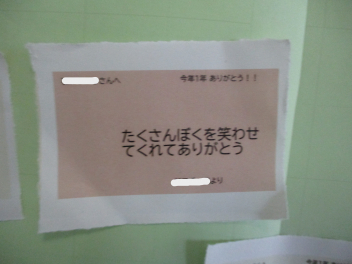 さんへ
今年1年 ありがとう！！
たくさんぼくを笑わせ
てくれてありがとう
より